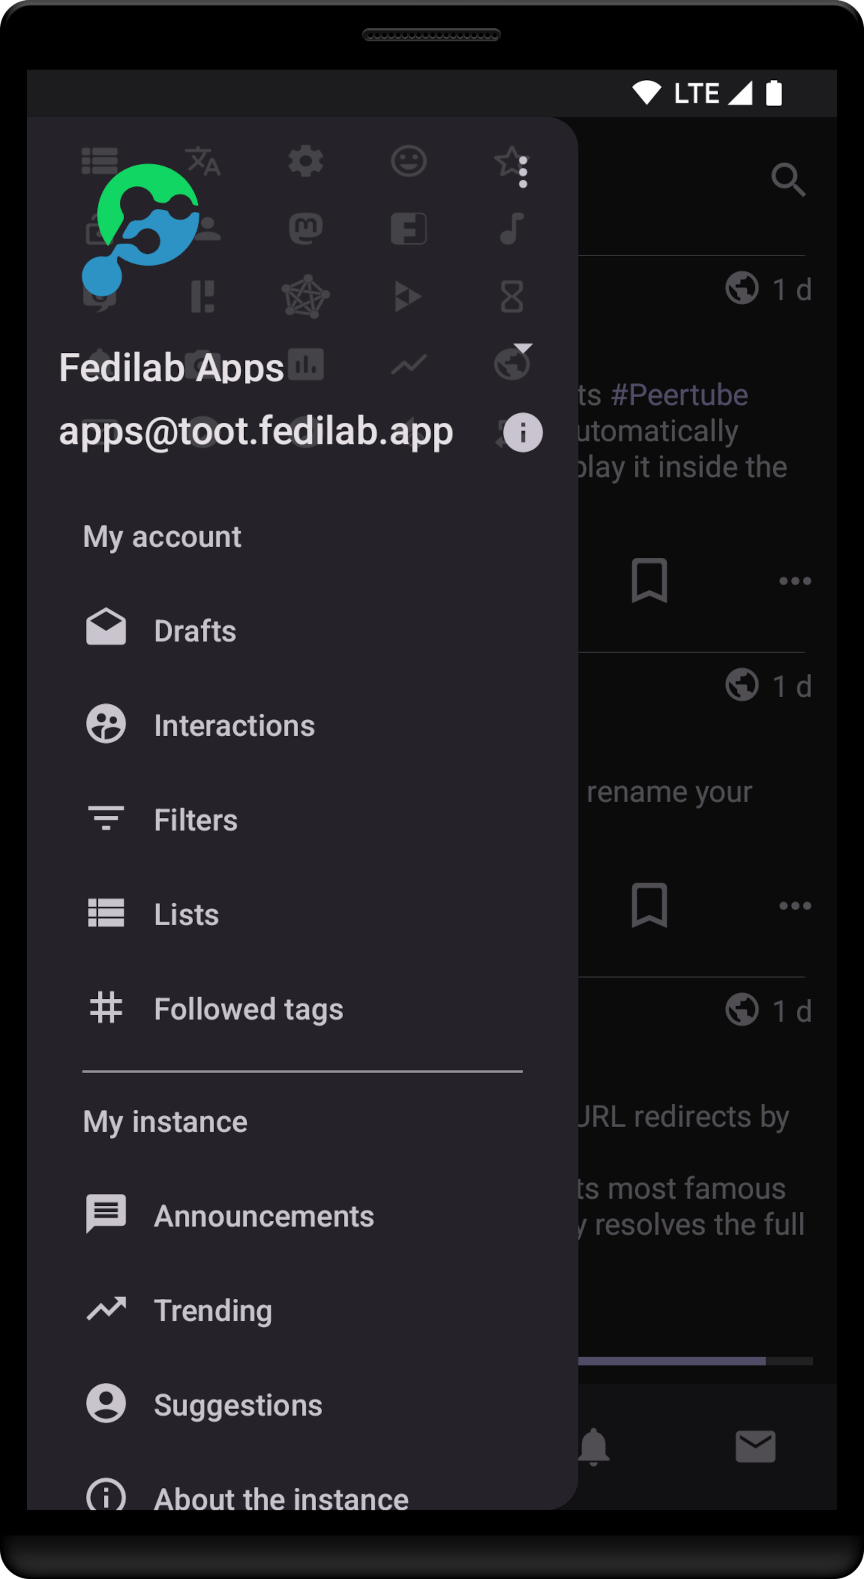 LTE
1 d
Fedilab Apps
ts #Peertube
apps@toot.fedilab.app
utomatically
play it inside the
My account
Drafts
1 d
Interactions
rename your
Filters
Lists
Followed tags
1 d
My instance
URL redirects by
ts most famous
Announcements
y resolves the full
Trending
Suggestions
About the instance